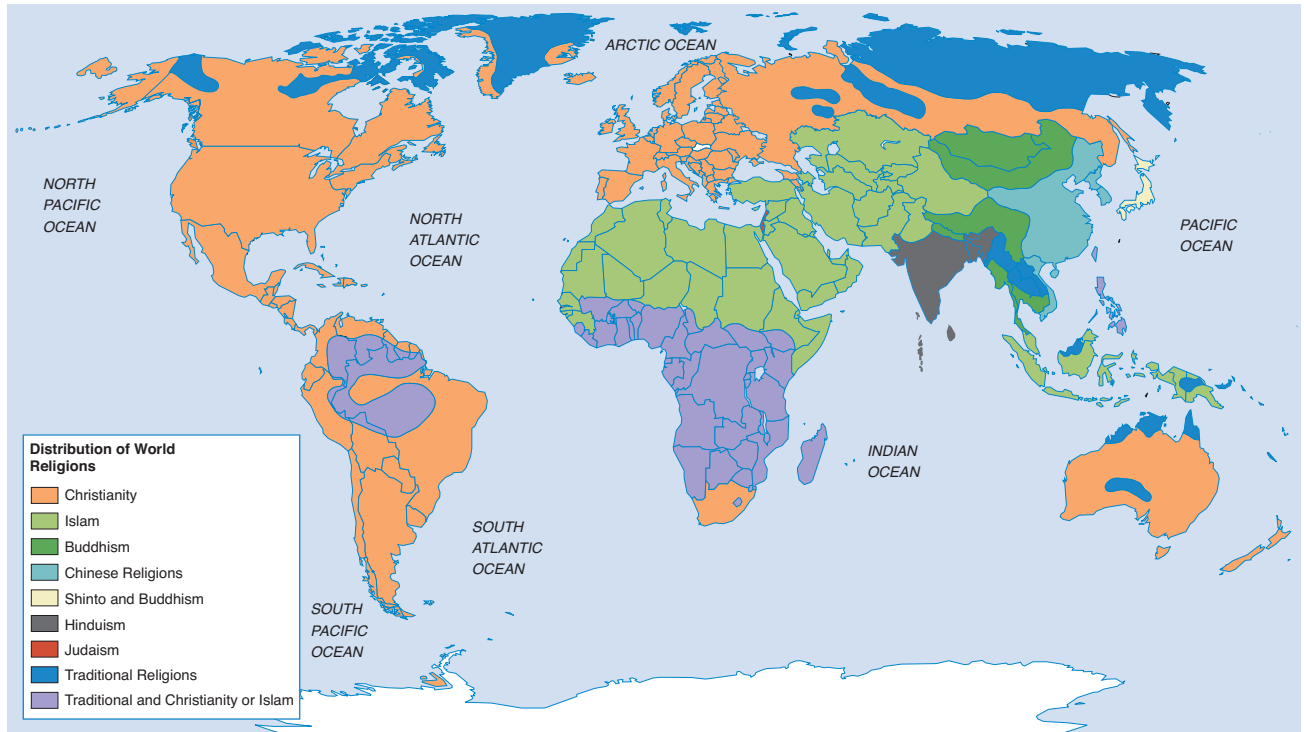 ARCTIC OCEAN
NORTH
PACIFIC
OCEAN
NORTH
ATLANTIC
OCEAN
PACIFIC
OCEAN
INDIAN
OCEAN
SOUTH
ATLANTIC
OCEAN
SOUTH
PACIFIC
OCEAN
Distribution of World
Religions
Christianity
Islam
Buddhism
Chinese Religions
Shinto and Buddhism
Hinduism
Judaism
Traditional Religions
Traditional and Christianity or Islam